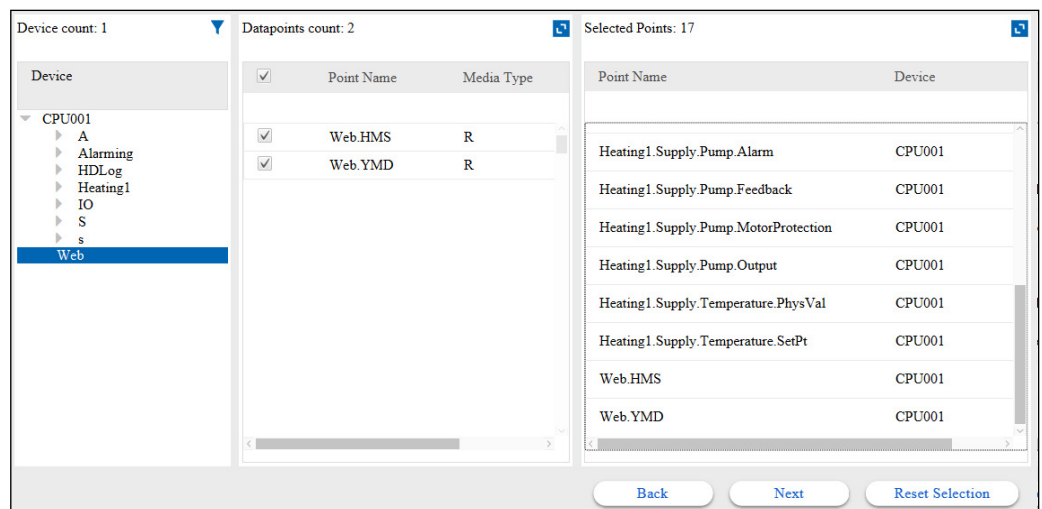 Device count: 1
Device
CPU001
A
Alarming
HDLog
Heating1
IO
S
s
Web
Datapoints count: 2
Point Name Media Type
Web.HMS R
Web.YMD R
Selected Points: 17
Point Name Device
Heating1.Supply.Pump.Alarm CPU001
Heating1.Supply.Pump.Feedback CPU001
Heating1.Supply.Pump.MotorProtection CPU001
Heating1.Supply.Pump.Output CPU001
Heating1.Supply.Temperature.PhysVal CPU001
Heating1.Supply.Temperature.SetPt CPU001
Web.HMS CPU001
Web.YMD CPU001
Back Next Reset Selection